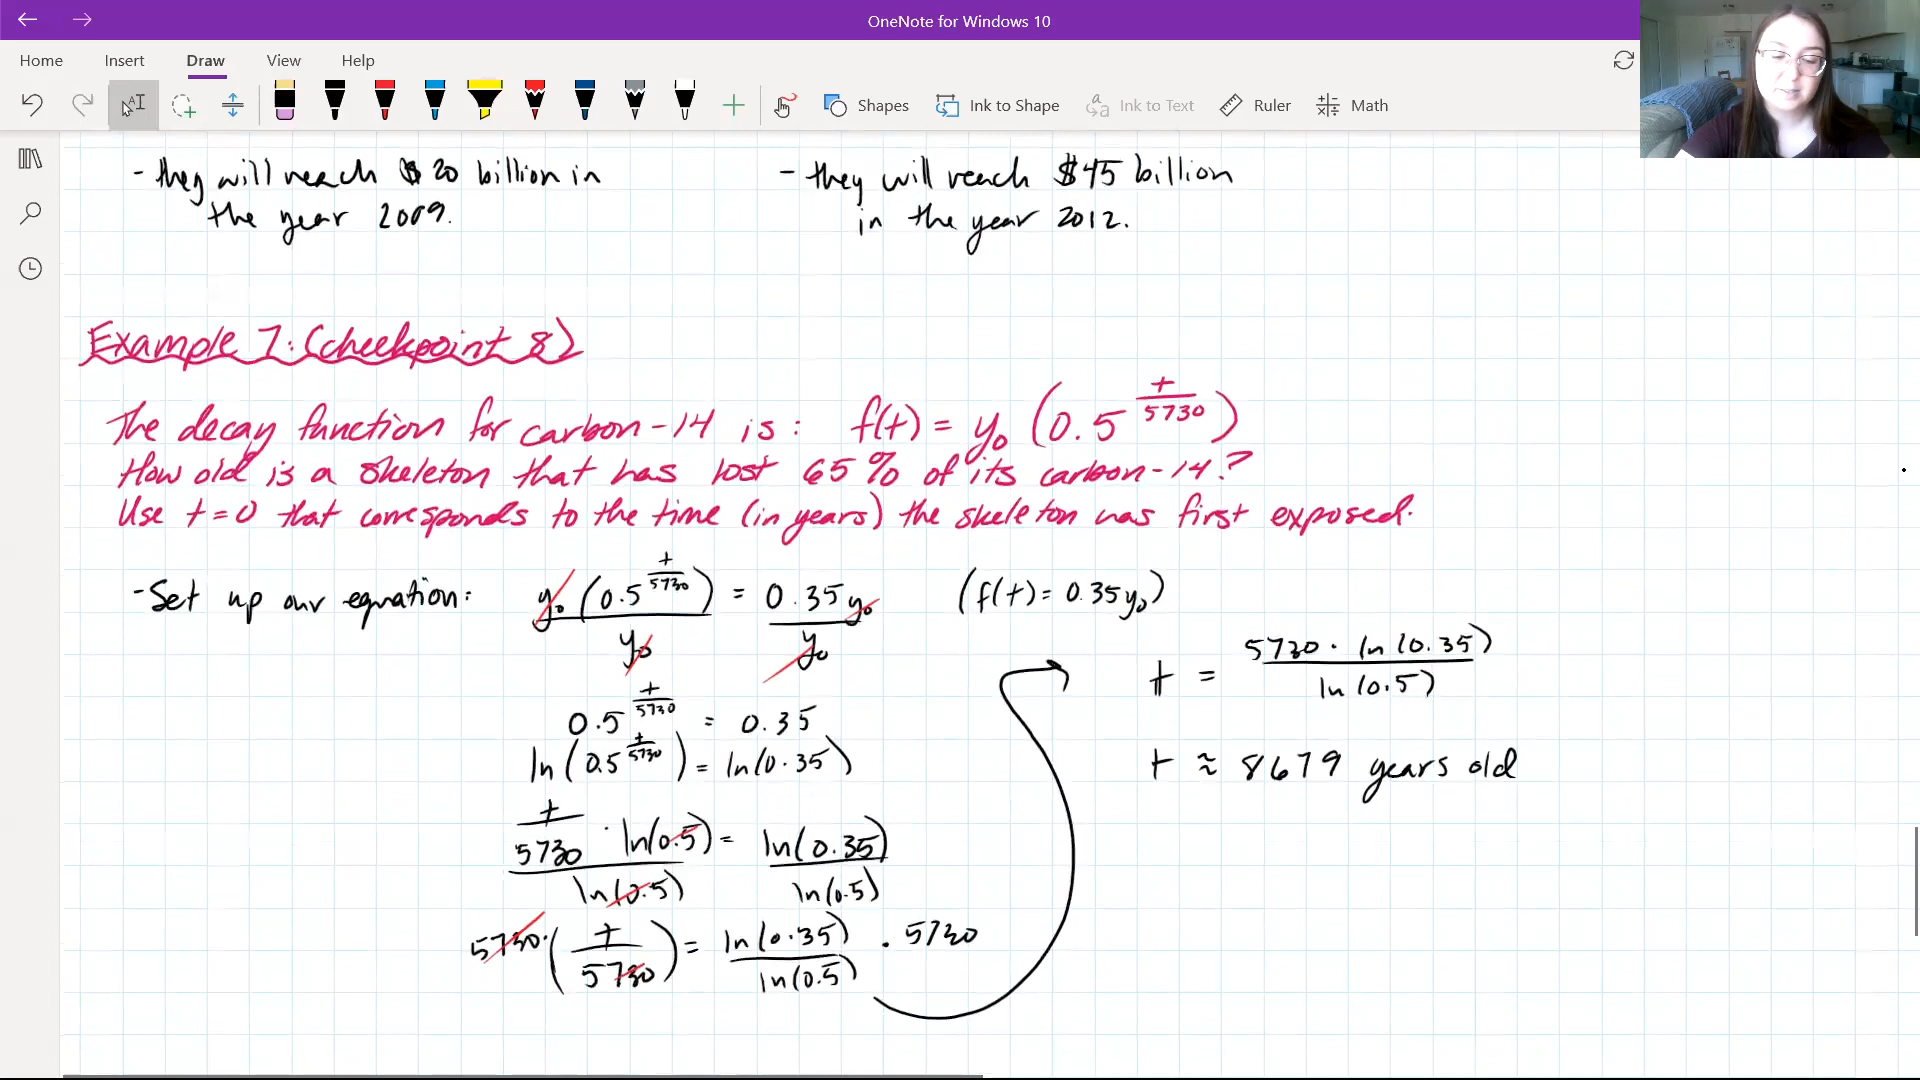 OneNote for Windows 10
Home Insert Draw View Help
Shapes Ink to Shape Ink to Text Ruler Math
- they will reach $20 billion in
the year 2009.
- they will reach $45 billion
in the year 2012.
Example 7: (checkpoint 8)
The decay function for carbon-14 is: f(t) = y₀ (0.5^(t/5730))
How old is a skeleton that has lost 65% of its carbon-14?
Use t=0 that corresponds to the time (in years) the skeleton was first exposed.
-Set up our equation: y₀(0.5^(t/5730))/y₀ = 0.35y₀/y₀ (f(t)= 0.35y₀)
0.5^(t/5730) = 0.35
ln(0.5^(t/5730)) = ln(0.35)
t/5730 · ln(0.5)/ln(0.5) = ln(0.35)/ln(0.5)
5730·(t/5730) = ln(0.35)/ln(0.5) · 5730
t = 5730 · ln(0.35)/ln(0.5)
t ≈ 8679 years old